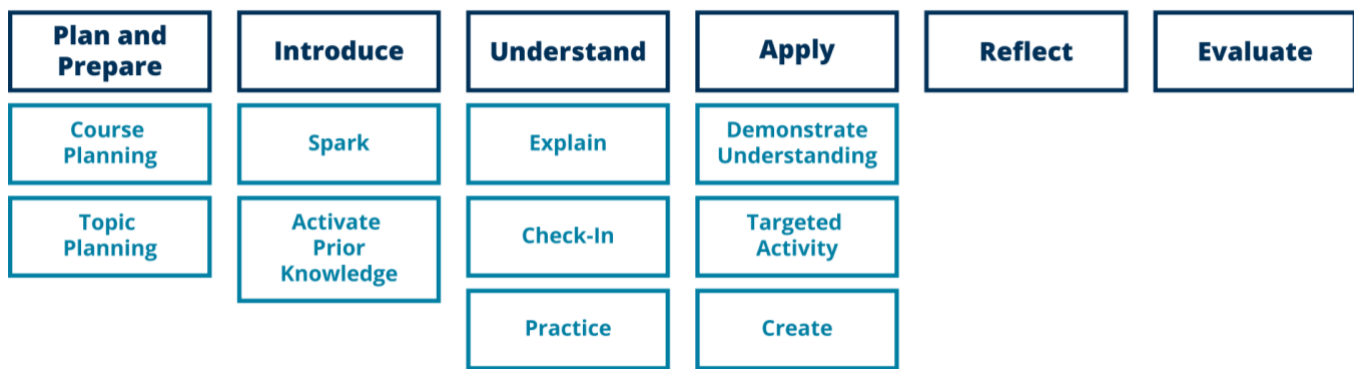 Plan and
Prepare
Introduce
Understand
Apply
Reflect
Evaluate
Course
Planning
Spark
Explain
Demonstrate
Understanding
Topic
Planning
Activate
Prior
Knowledge
Check-In
Targeted
Activity
Practice
Create